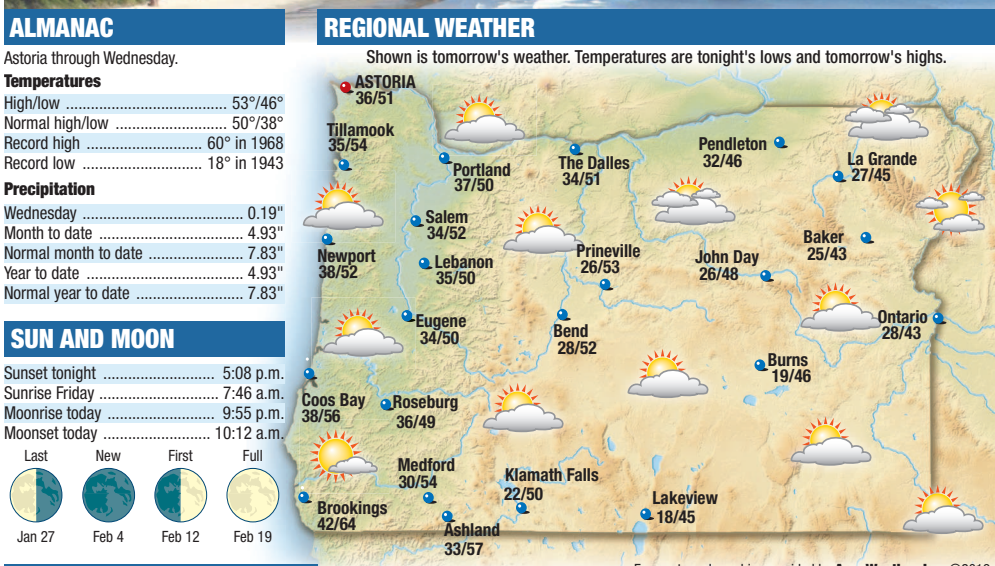 ALMANAC
Astoria through Wednesday.
Temperatures
High/low ................................ 53°/46°
Normal high/low .......................... 50°/38°
Record high ........................ 60° in 1968
Record low ......................... 18° in 1943
Precipitation
Wednesday ............................... 0.19"
Month to date ........................... 4.93"
Normal month to date ................ 7.83"
Year to date ............................... 4.93"
Normal year to date ................... 7.83"
SUN AND MOON
Sunset tonight ..................... 5:08 p.m.
Sunrise Friday ...................... 7:46 a.m.
Moonrise today .................... 9:55 p.m.
Moonset today .................... 10:12 a.m.
Last New First Full
Jan 27 Feb 4 Feb 12 Feb 19
REGIONAL WEATHER
Shown is tomorrow's weather. Temperatures are tonight's lows and tomorrow's highs.
ASTORIA
36/51
Tillamook
35/54
Portland
37/50
The Dalles
34/51
Pendleton
32/46
La Grande
27/45
Salem
34/52
Newport
38/52
Lebanon
35/50
Prineville
26/53
John Day
26/48
Baker
25/43
Eugene
34/50
Bend
28/52
Ontario
28/43
Burns
19/46
Coos Bay
38/56
Roseburg
36/49
Medford
30/54
Klamath Falls
22/50
Lakeview
18/45
Brookings
42/64
Ashland
33/57